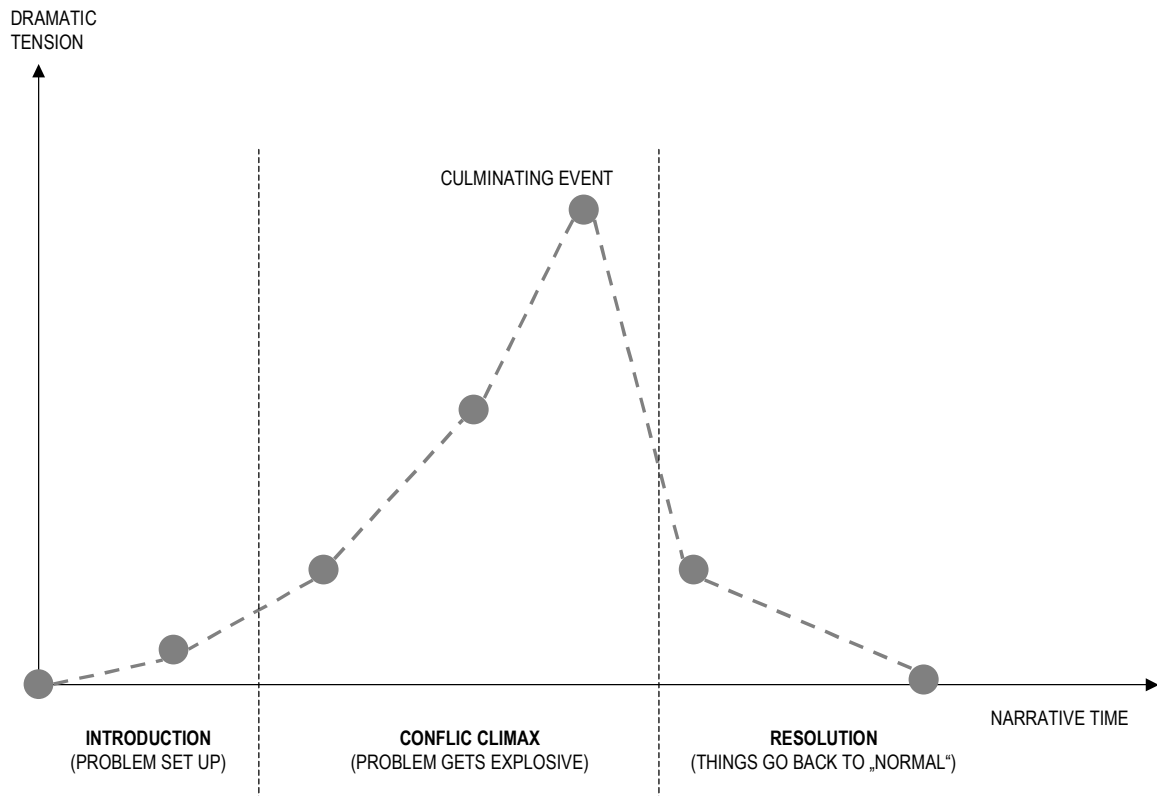 DRAMATIC
TENSION
CULMINATING EVENT
NARRATIVE TIME
INTRODUCTION
(PROBLEM SET UP)
CONFLIC CLIMAX
(PROBLEM GETS EXPLOSIVE)
RESOLUTION
(THINGS GO BACK TO „NORMAL“)